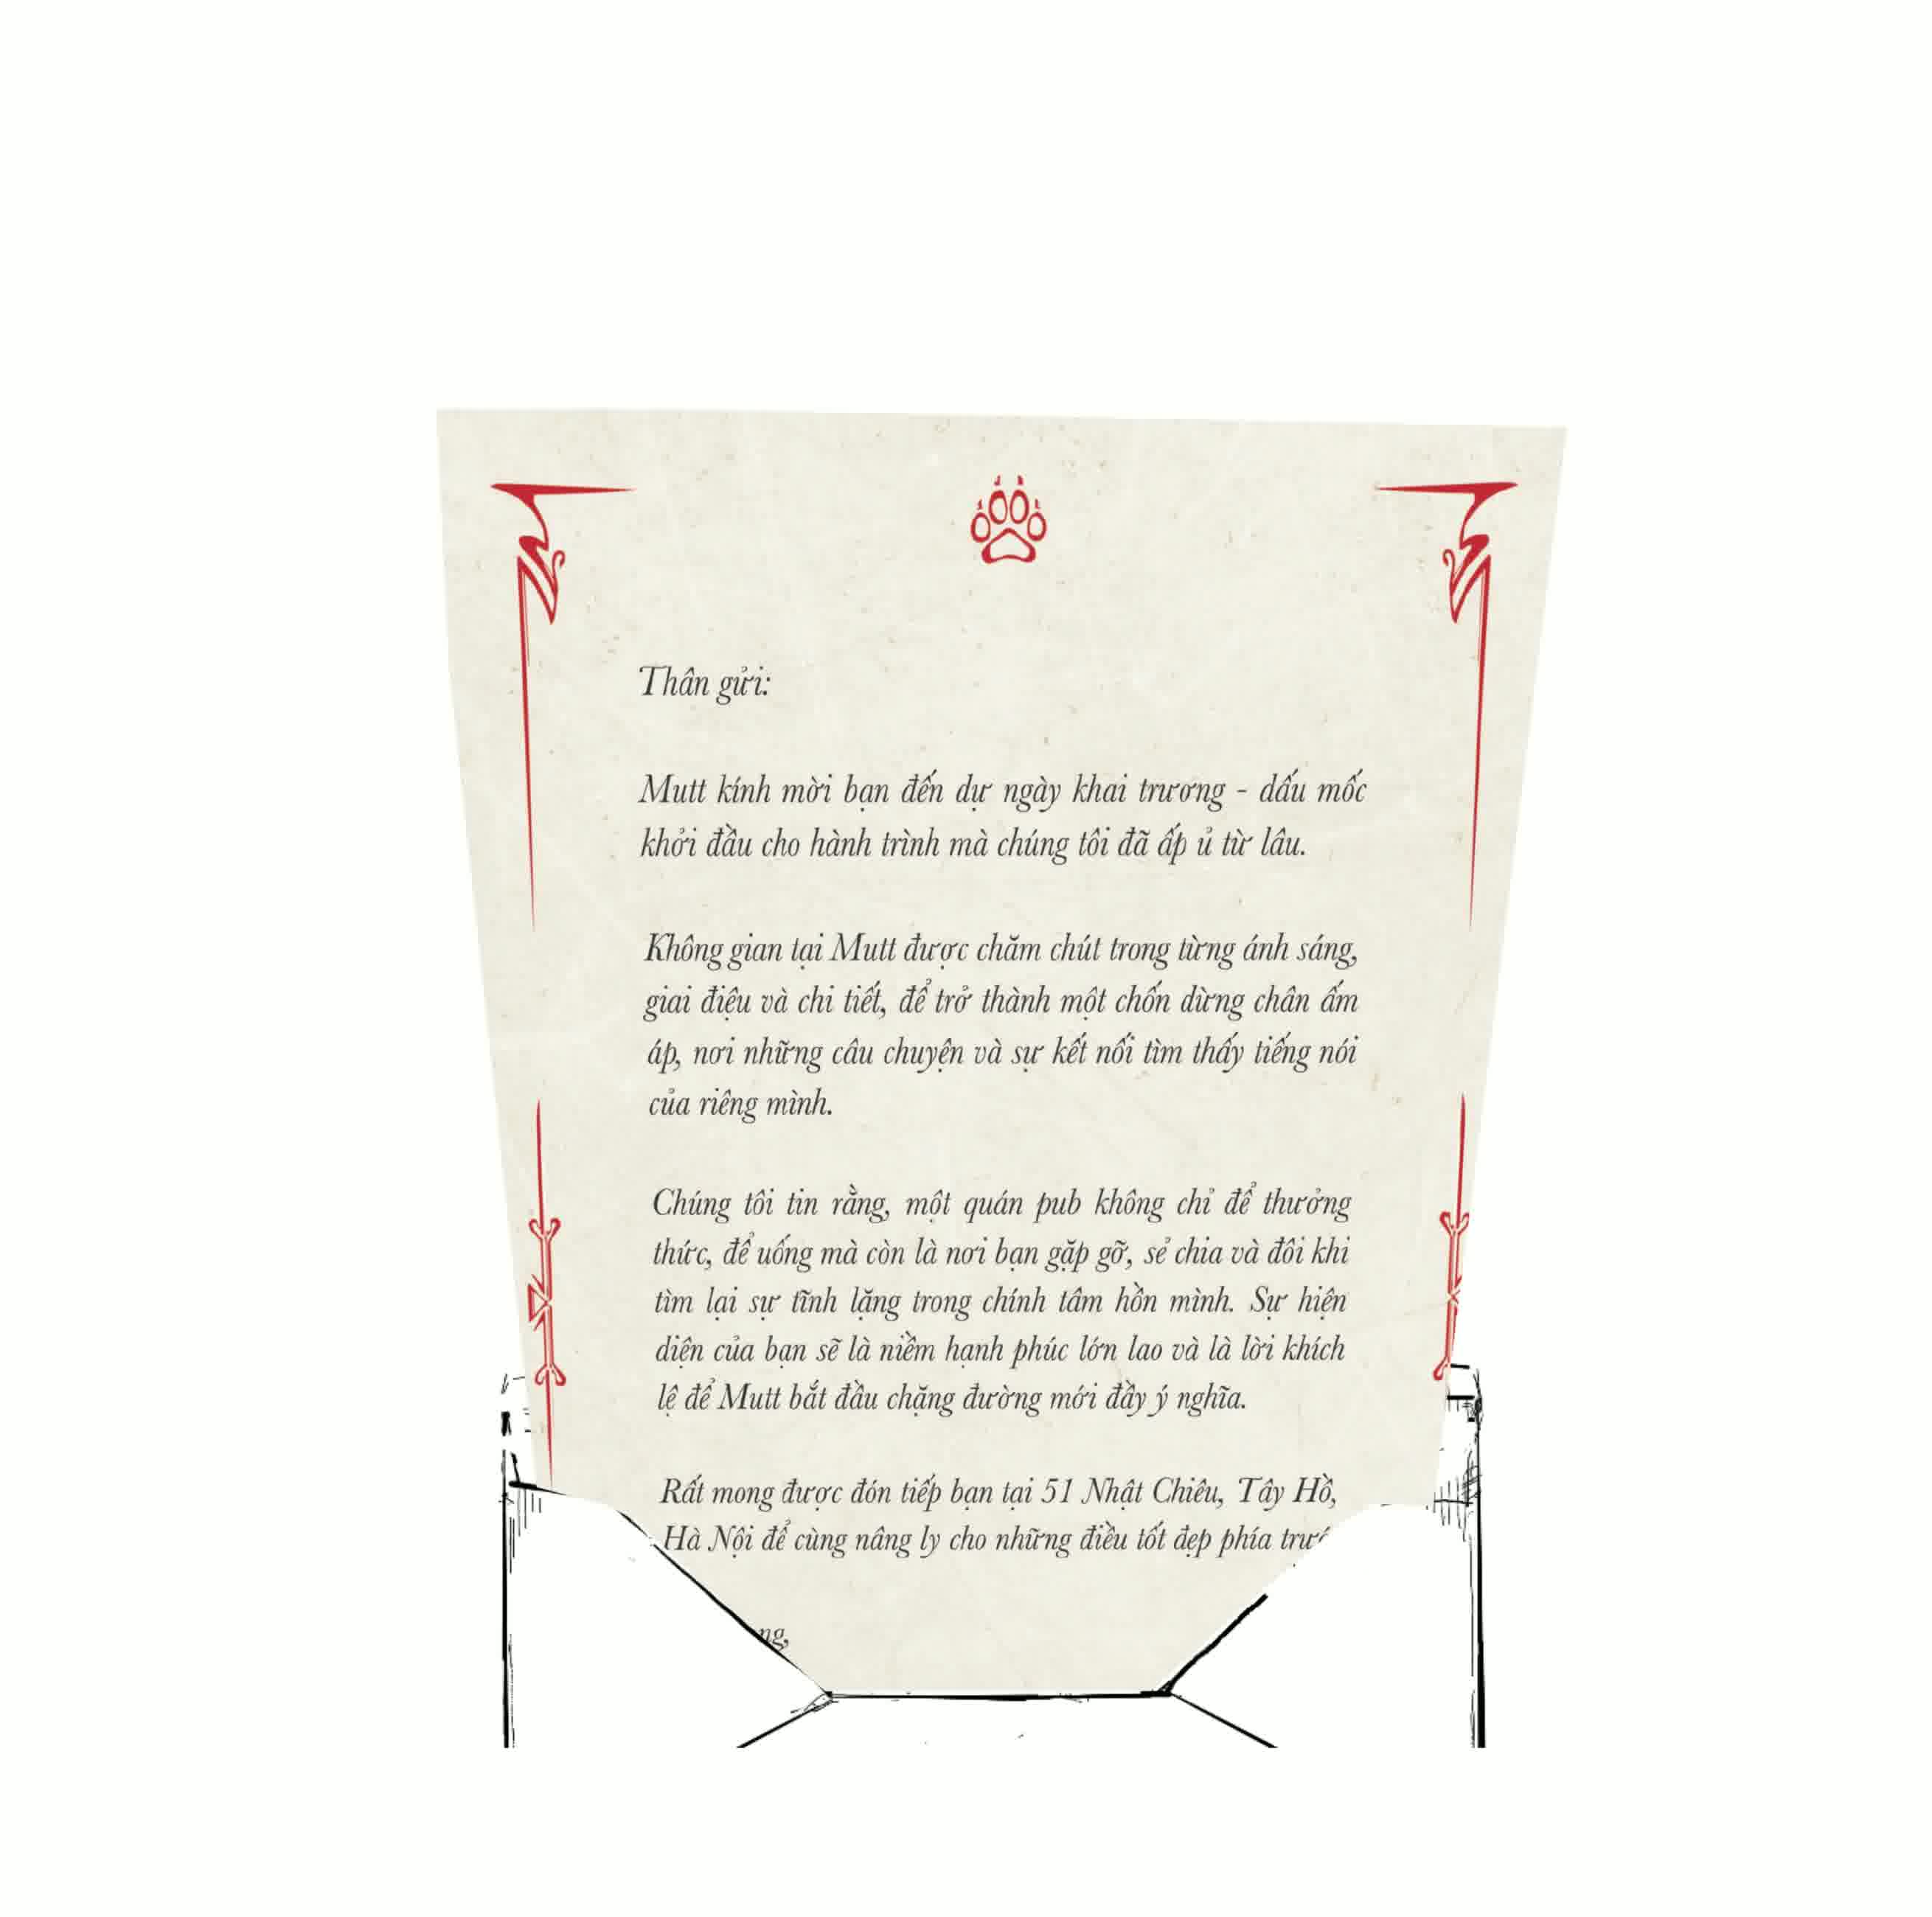 Thân gửi:
Mutt kính mời bạn đến dự ngày khai trương - dấu mốc
khởi đầu cho hành trình mà chúng tôi đã ấp ủ từ lâu.
Không gian tại Mutt được chăm chút trong từng ánh sáng,
giai điệu và chi tiết, để trở thành một chốn dừng chân ấm
áp, nơi những câu chuyện và sự kết nối tìm thấy tiếng nói
của riêng mình.
Chúng tôi tin rằng, một quán pub không chỉ để thưởng
thức, để uống mà còn là nơi bạn gặp gỡ, sẻ chia và đôi khi
tìm lại sự tĩnh lặng trong chính tâm hồn mình. Sự hiện
diện của bạn sẽ là niềm hạnh phúc lớn lao và là lời khích
lệ để Mutt bắt đầu chặng đường mới đầy ý nghĩa.
Rất mong được đón tiếp bạn tại 51 Nhật Chiêu, Tây Hồ,
Hà Nội để cùng nâng ly cho những điều tốt đẹp phía